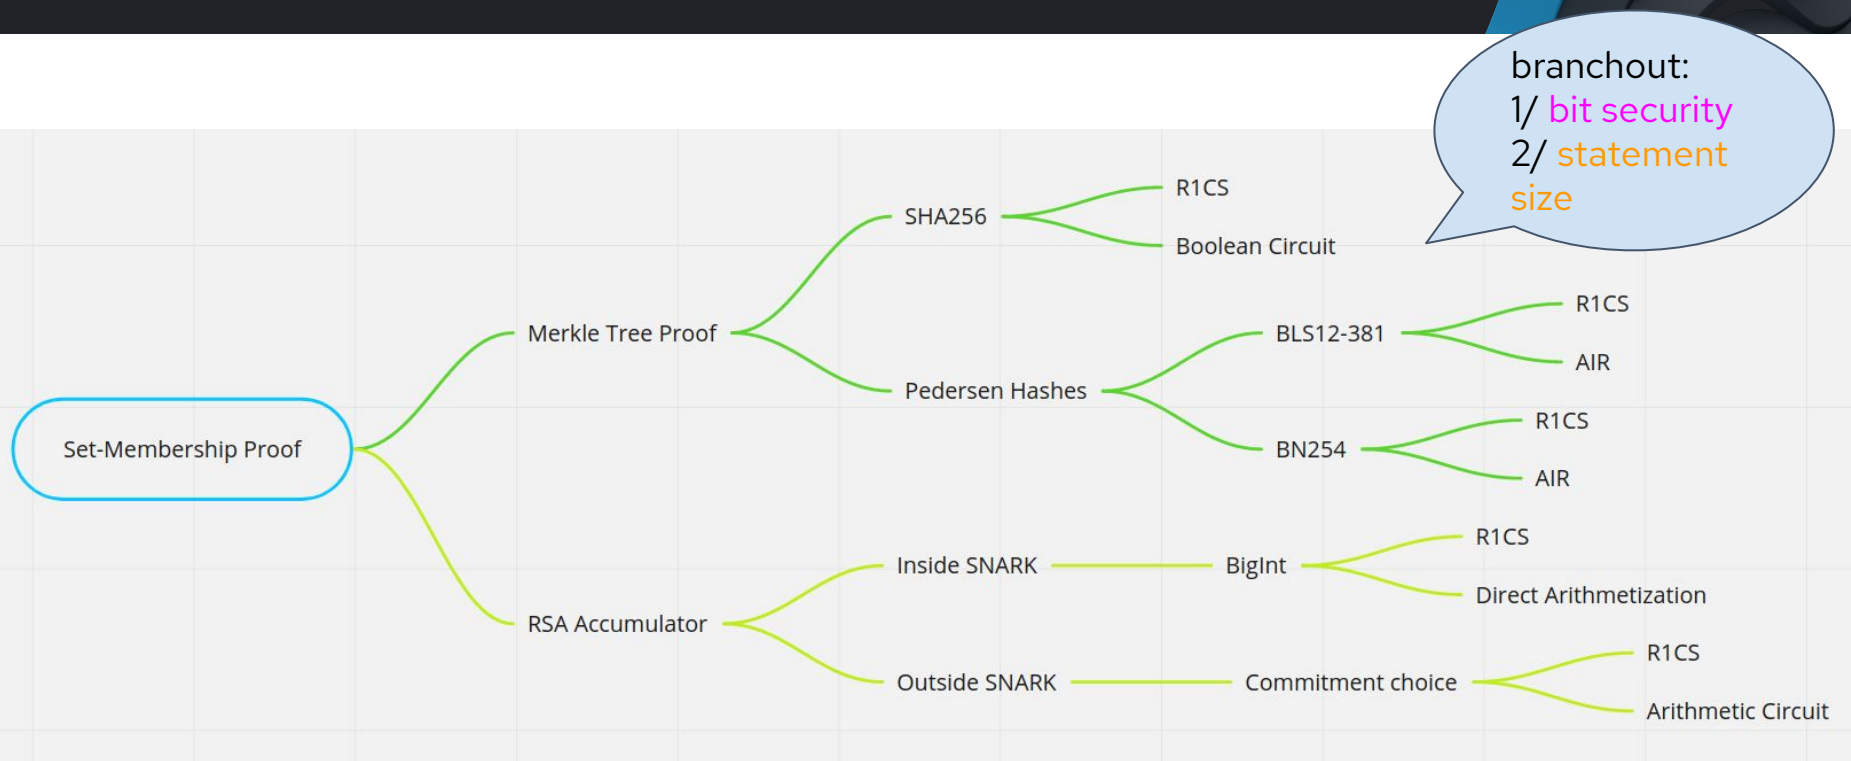 branchout:
1/ bit security
2/ statement
size
Set-Membership Proof
Merkle Tree Proof
SHA256
R1CS
Boolean Circuit
Pedersen Hashes
BLS12-381
R1CS
AIR
BN254
R1CS
AIR
RSA Accumulator
Inside SNARK
BigInt
R1CS
Direct Arithmetization
Outside SNARK
Commitment choice
R1CS
Arithmetic Circuit